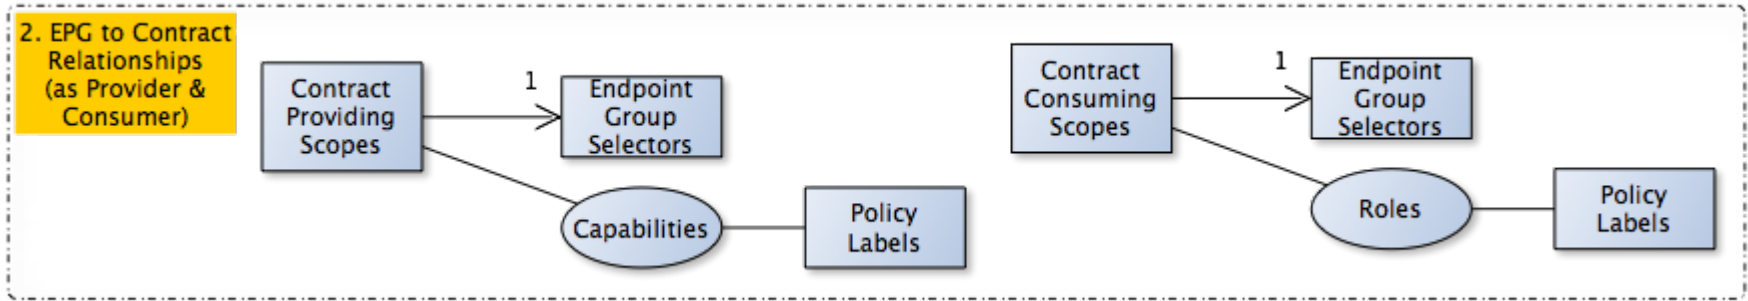 2. EPG to Contract
Relationships
(as Provider &
Consumer)
Contract
Providing
Scopes
1
Endpoint
Group
Selectors
Capabilities
Policy
Labels
Contract
Consuming
Scopes
1
Endpoint
Group
Selectors
Roles
Policy
Labels